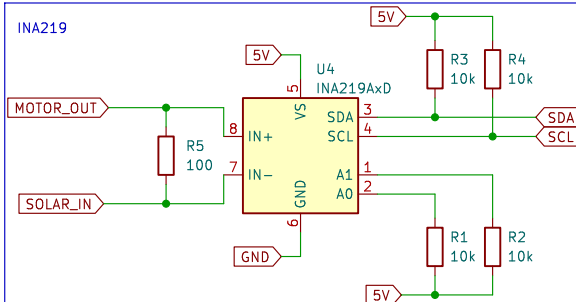 INA219
5V
5V
U4
INA219AxD
R3
10k
R4
10k
5
VS
MOTOR_OUT
3
SDA
SDA
8
IN+
4
SCL
SCL
R5
100
7
IN-
1
A1
2
A0
SOLAR_IN
GND
6
GND
R1
10k
R2
10k
5V